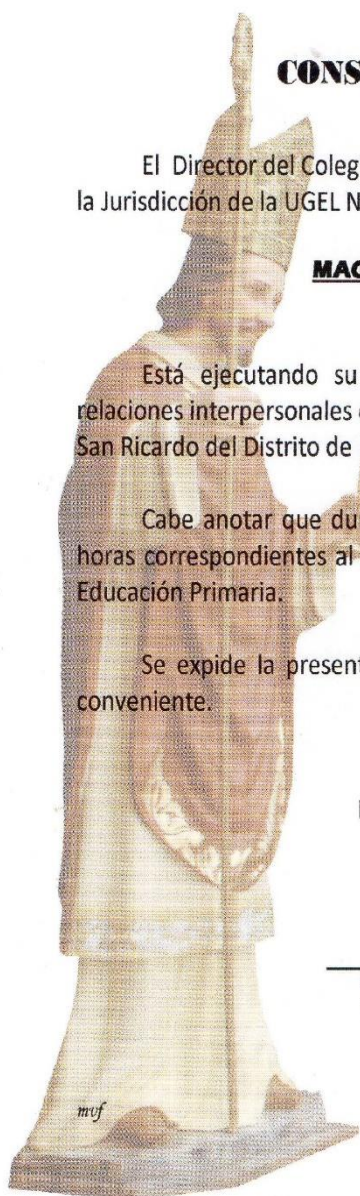 CONS
El Director del Coleg
la Jurisdicción de la UGEL N
MAC
Está ejecutando su
relaciones interpersonales
San Ricardo del Distrito de
Cabe anotar que du
horas correspondientes al
Educación Primaria.
Se expide la present
conveniente.
mvf